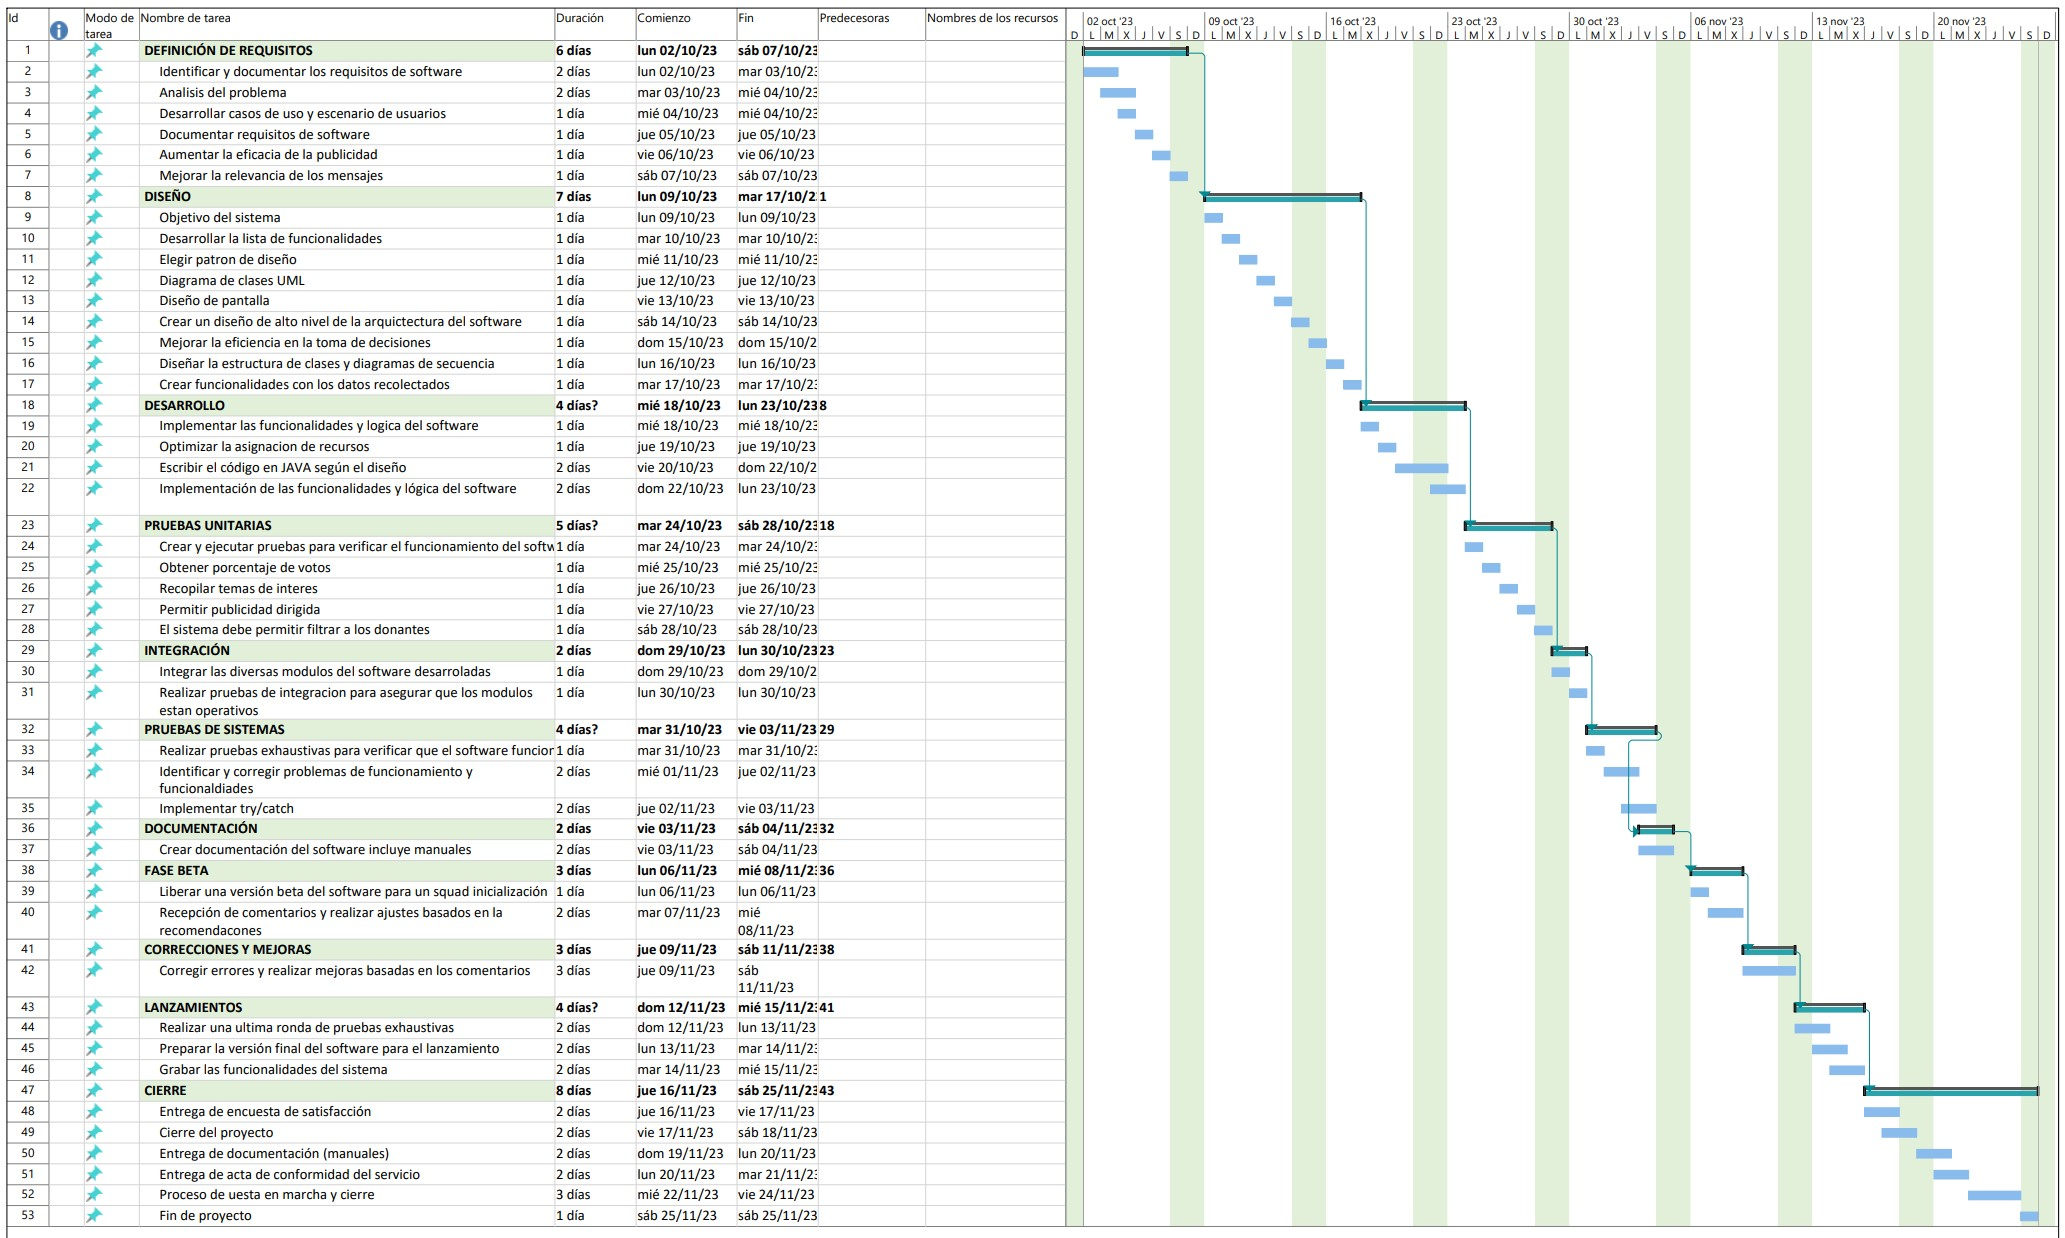 Id Modo de tarea Nombre de tarea Duración Comienzo Fin Predecesoras Nombres de los recursos
02 oct '23 09 oct '23 16 oct '23 23 oct '23 30 oct '23 06 nov '23 13 nov '23 20 nov '23
D L M X J V S D L M X J V S D L M X J V S D L M X J V S D L M X J V S D L M X J V S D L M X J V S D L M X J V S D
1 DEFINICIÓN DE REQUISITOS 6 días lun 02/10/23 sáb 07/10/23
2 Identificar y documentar los requisitos de software 2 días lun 02/10/23 mar 03/10/23
3 Analisis del problema 2 días mar 03/10/23 mié 04/10/23
4 Desarrollar casos de uso y escenario de usuarios 1 día mié 04/10/23 mié 04/10/23
5 Documentar requisitos de software 1 día jue 05/10/23 jue 05/10/23
6 Aumentar la eficacia de la publicidad 1 día vie 06/10/23 vie 06/10/23
7 Mejorar la relevancia de los mensajes 1 día sáb 07/10/23 sáb 07/10/23
8 DISEÑO 7 días lun 09/10/23 mar 17/10/2 1
9 Objetivo del sistema 1 día lun 09/10/23 lun 09/10/23
10 Desarrollar la lista de funcionalidades 1 día mar 10/10/23 mar 10/10/23
11 Elegir patron de diseño 1 día mié 11/10/23 mié 11/10/23
12 Diagrama de clases UML 1 día jue 12/10/23 jue 12/10/23
13 Diseño de pantalla 1 día vie 13/10/23 vie 13/10/23
14 Crear un diseño de alto nivel de la arquictectura del software 1 día sáb 14/10/23 sáb 14/10/23
15 Mejorar la eficiencia en la toma de decisiones 1 día dom 15/10/23 dom 15/10/2
16 Diseñar la estructura de clases y diagramas de secuencia 1 día lun 16/10/23 lun 16/10/23
17 Crear funcionalidades con los datos recolectados 1 día mar 17/10/23 mar 17/10/23
18 DESARROLLO 4 días? mié 18/10/23 lun 23/10/23 8
19 Implementar las funcionalidades y logica del software 1 día mié 18/10/23 mié 18/10/23
20 Optimizar la asignacion de recursos 1 día jue 19/10/23 jue 19/10/23
21 Escribir el código en JAVA según el diseño 2 días vie 20/10/23 dom 22/10/2
22 Implementación de las funcionalidades y lógica del software 2 días dom 22/10/23 lun 23/10/23
23 PRUEBAS UNITARIAS 5 días? mar 24/10/23 sáb 28/10/23 18
24 Crear y ejecutar pruebas para verificar el funcionamiento del softw 1 día mar 24/10/23 mar 24/10/23
25 Obtener porcentaje de votos 1 día mié 25/10/23 mié 25/10/23
26 Recopilar temas de interes 1 día jue 26/10/23 jue 26/10/23
27 Permitir publicidad dirigida 1 día vie 27/10/23 vie 27/10/23
28 El sistema debe permitir filtrar a los donantes 1 día sáb 28/10/23 sáb 28/10/23
29 INTEGRACIÓN 2 días dom 29/10/23 lun 30/10/23 23
30 Integrar las diversas modulos del software desarroladas 1 día dom 29/10/23 dom 29/10/2
31 Realizar pruebas de integracion para asegurar que los modulos 1 día lun 30/10/23 lun 30/10/23
estan operativos
32 PRUEBAS DE SISTEMAS 4 días? mar 31/10/23 vie 03/11/23 29
33 Realizar pruebas exhaustivas para verificar que el software funcior 1 día mar 31/10/23 mar 31/10/23
34 Identificar y corregir problemas de funcionamiento y 2 días mié 01/11/23 jue 02/11/23
funcionaldiades
35 Implementar try/catch 2 días jue 02/11/23 vie 03/11/23
36 DOCUMENTACIÓN 2 días vie 03/11/23 sáb 04/11/23 32
37 Crear documentación del software incluye manuales 2 días vie 03/11/23 sáb 04/11/23
38 FASE BETA 3 días lun 06/11/23 mié 08/11/23 36
39 Liberar una versión beta del software para un squad inicialización 1 día lun 06/11/23 lun 06/11/23
40 Recepción de comentarios y realizar ajustes basados en la 2 días mar 07/11/23 mié
recomendacones 08/11/23
41 CORRECCIONES Y MEJORAS 3 días jue 09/11/23 sáb 11/11/23 38
42 Corregir errores y realizar mejoras basadas en los comentarios 3 días jue 09/11/23 sáb
11/11/23
43 LANZAMIENTOS 4 días? dom 12/11/23 mié 15/11/23 41
44 Realizar una ultima ronda de pruebas exhaustivas 2 días dom 12/11/23 lun 13/11/23
45 Preparar la versión final del software para el lanzamiento 2 días lun 13/11/23 mar 14/11/23
46 Grabar las funcionalidades del sistema 2 días mar 14/11/23 mié 15/11/23
47 CIERRE 8 días jue 16/11/23 sáb 25/11/23 43
48 Entrega de encuesta de satisfacción 2 días jue 16/11/23 vie 17/11/23
49 Cierre del proyecto 2 días vie 17/11/23 sáb 18/11/23
50 Entrega de documentación (manuales) 2 días dom 19/11/23 lun 20/11/23
51 Entrega de acta de conformidad del servicio 2 días lun 20/11/23 mar 21/11/23
52 Proceso de uesta en marcha y cierre 3 días mié 22/11/23 vie 24/11/23
53 Fin de proyecto 1 día sáb 25/11/23 sáb 25/11/23